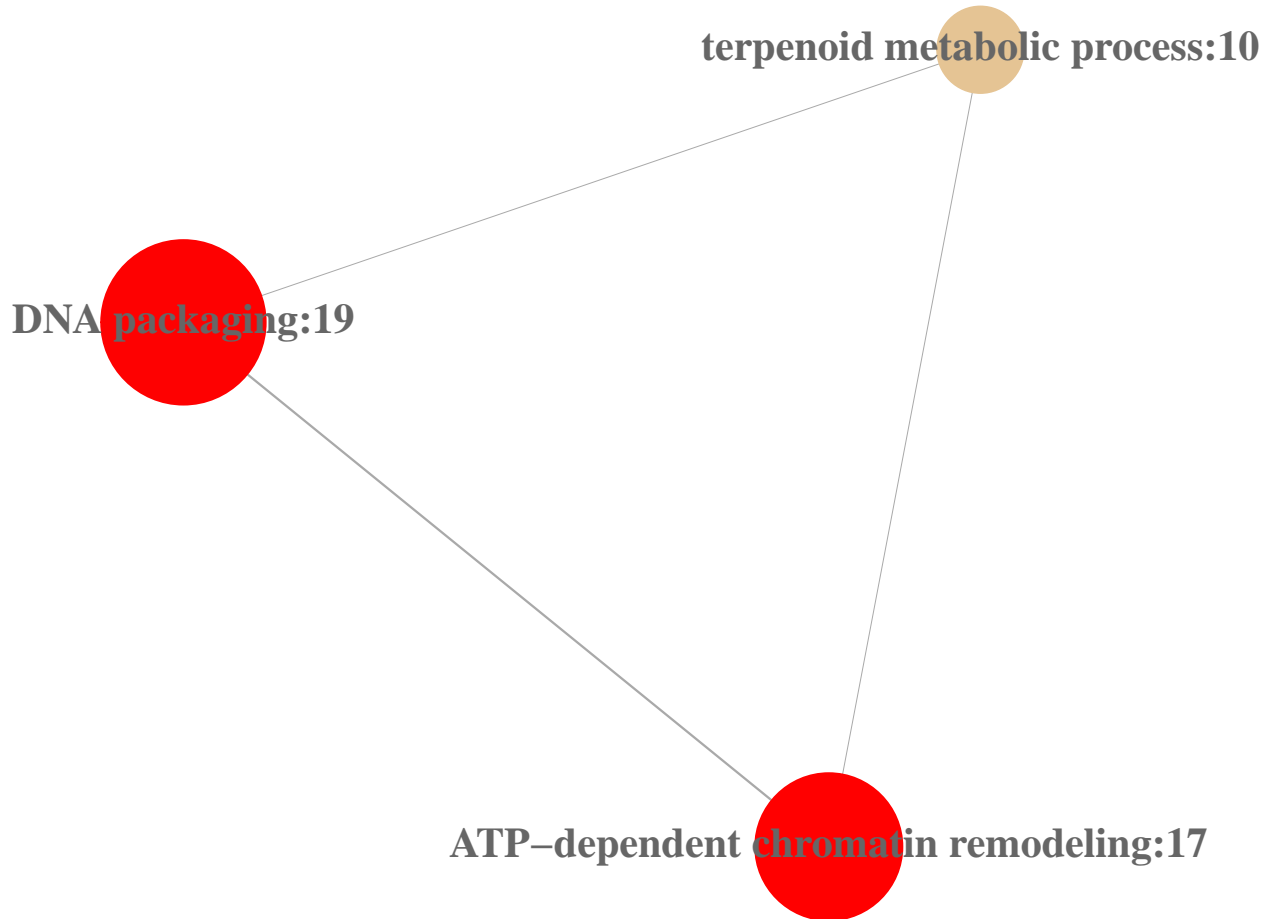 terpenoid metabolic process:10
DNA packaging:19
ATP−dependent chromatin remodeling:17